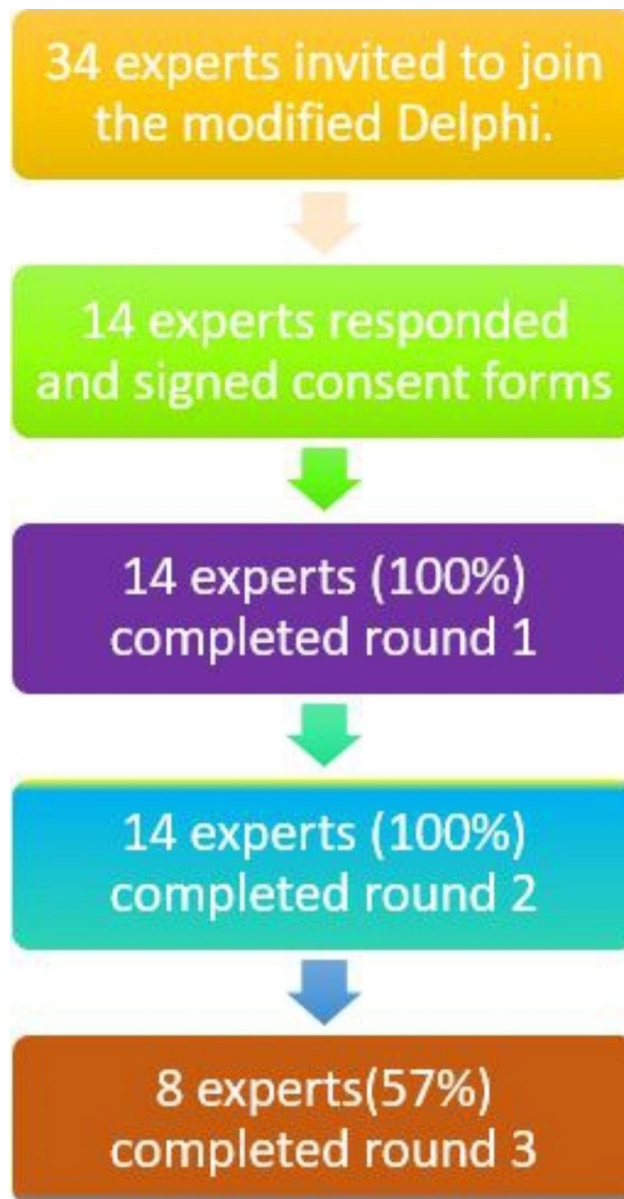 34 experts invited to join
the modified Delphi.
14 experts responded
and signed consent forms
14 experts (100%)
completed round 1
14 experts (100%)
completed round 2
8 experts(57%)
completed round 3